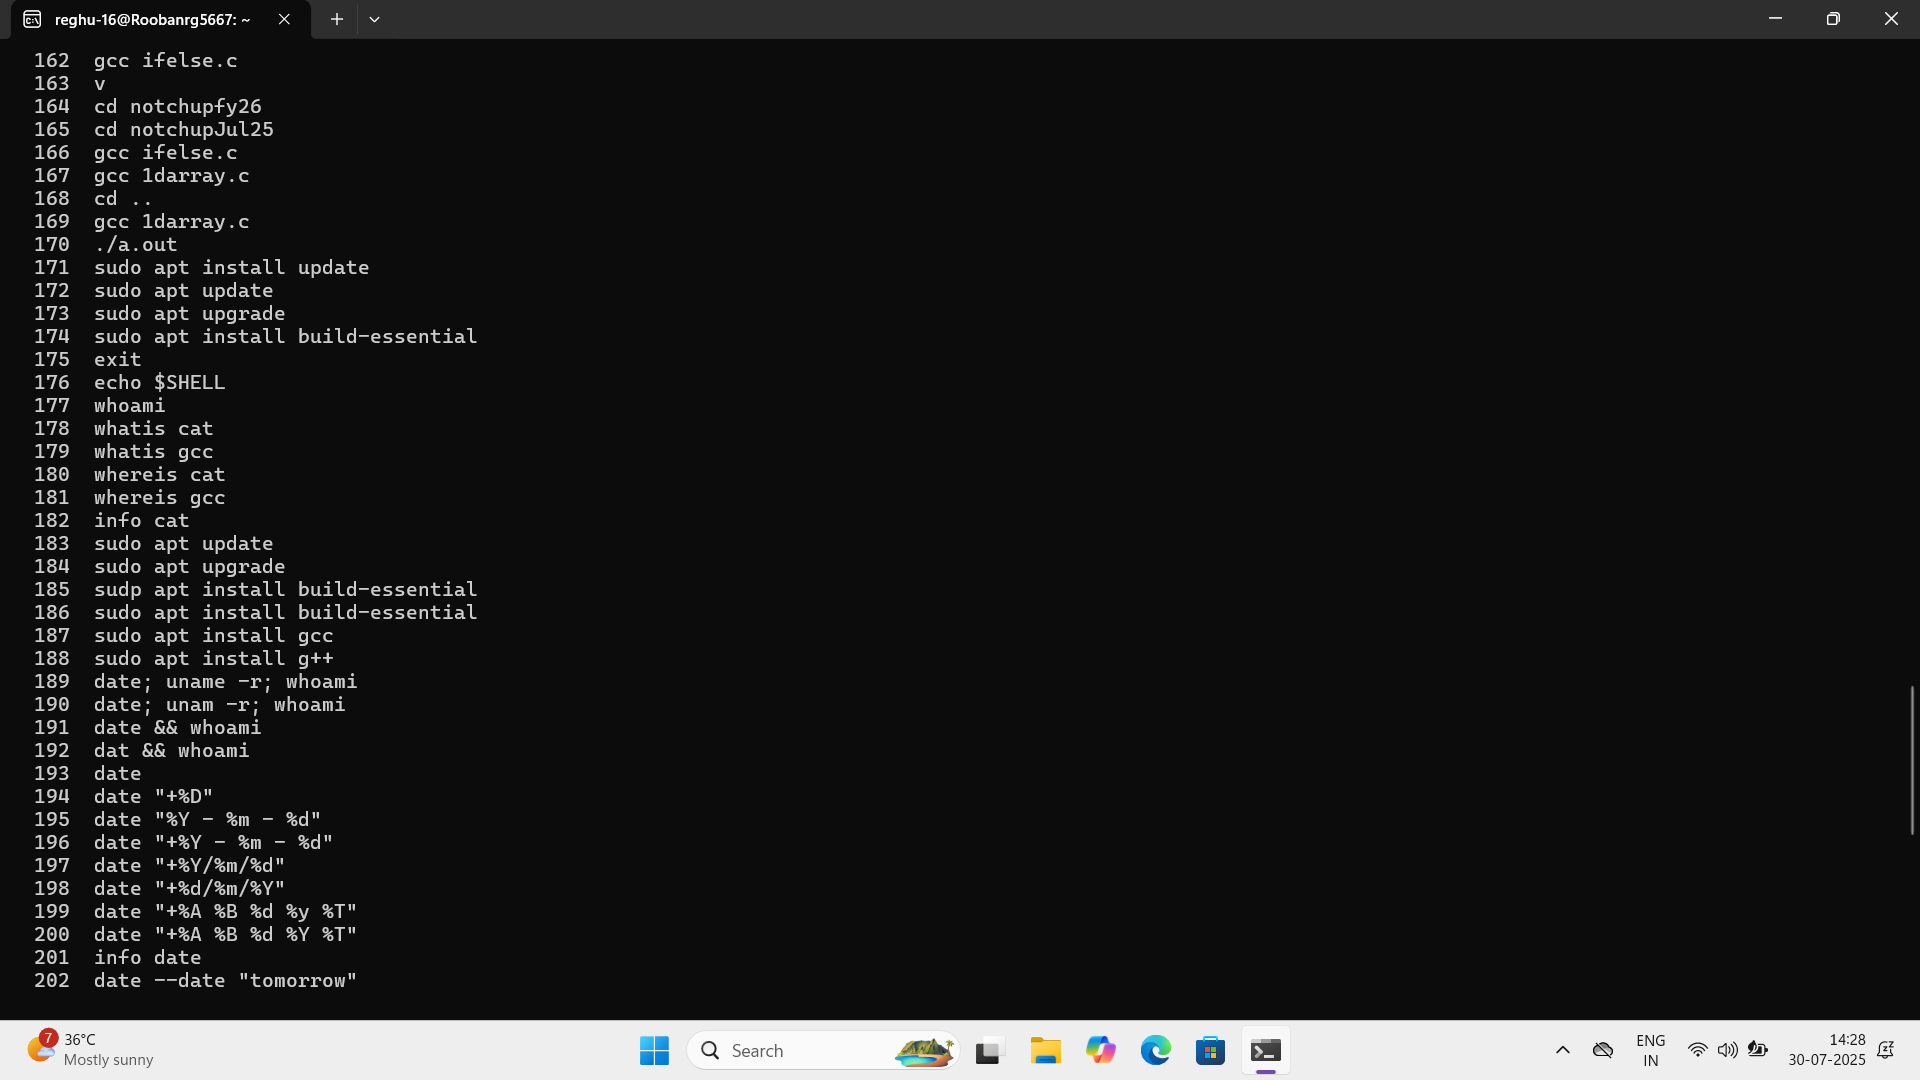 reghu-16@Roobanrg5667: ~
162 gcc ifelse.c
163 v
164 cd notchupfy26
165 cd notchupJul25
166 gcc ifelse.c
167 gcc 1darray.c
168 cd ..
169 gcc 1darray.c
170 ./a.out
171 sudo apt install update
172 sudo apt update
173 sudo apt upgrade
174 sudo apt install build-essential
175 exit
176 echo $SHELL
177 whoami
178 whatis cat
179 whatis gcc
180 whereis cat
181 whereis gcc
182 info cat
183 sudo apt update
184 sudo apt upgrade
185 sudp apt install build-essential
186 sudo apt install build-essential
187 sudo apt install gcc
188 sudo apt install g++
189 date; uname -r; whoami
190 date; unam -r; whoami
191 date && whoami
192 dat && whoami
193 date
194 date "+%D"
195 date "%Y - %m - %d"
196 date "+%Y - %m - %d"
197 date "+%Y/%m/%d"
198 date "+%d/%m/%Y"
199 date "+%A %B %d %y %T"
200 date "+%A %B %d %Y %T"
201 info date
202 date --date "tomorrow"
7
36°C
Mostly sunny
Search
ENG
IN
14:28
30-07-2025